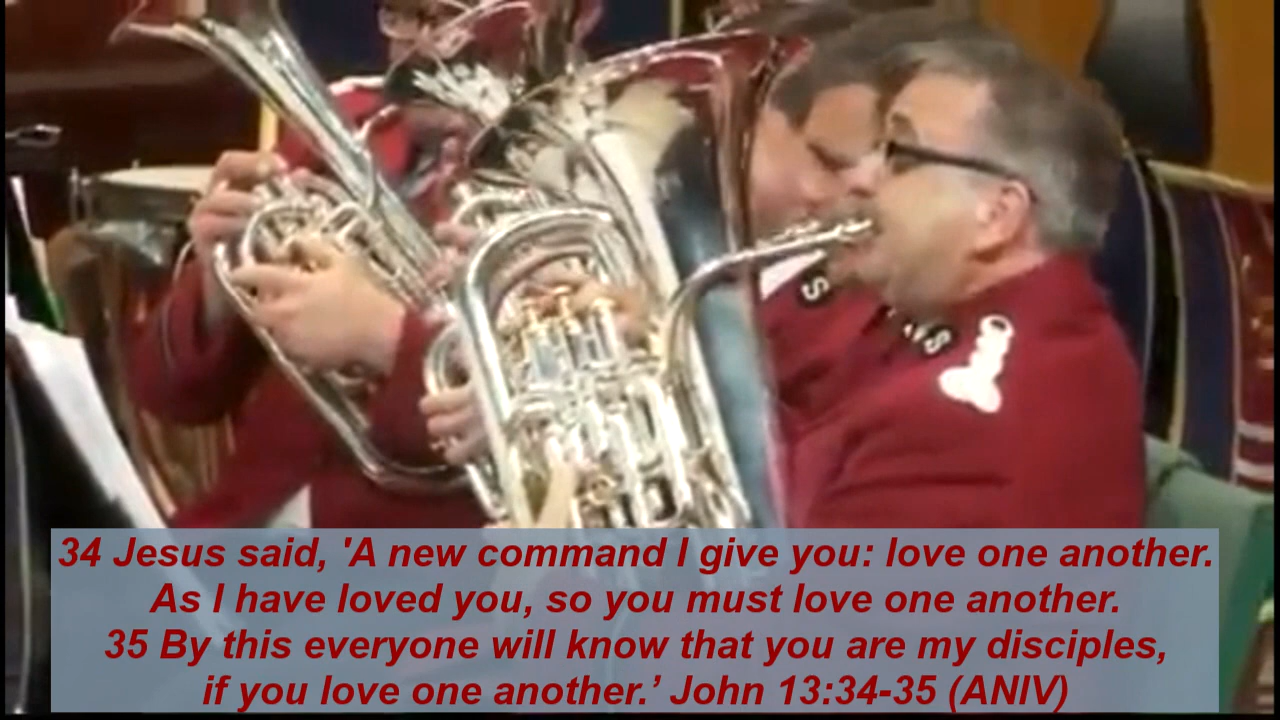 S
S
34 Jesus said, 'A new command I give you: love one another.
As I have loved you, so you must love one another.
35 By this everyone will know that you are my disciples,
if you love one another.’ John 13:34-35 (ANIV)